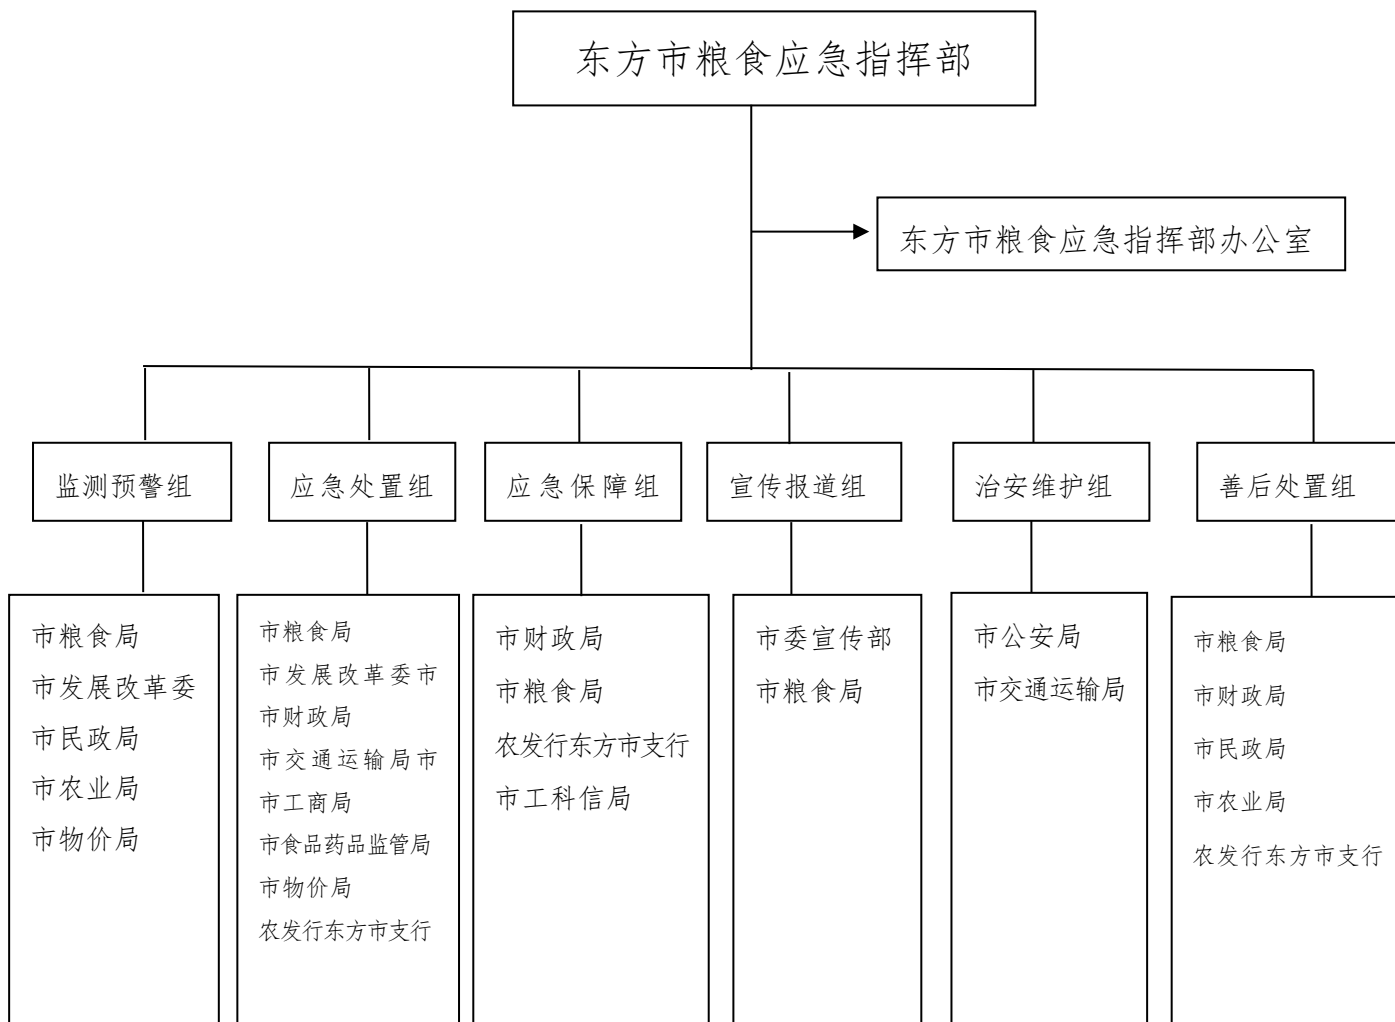 东方市粮食应急指挥部
东方市粮食应急指挥部办公室
监测预警组
应急处置组
应急保障组
宣传报道组
治安维护组
善后处置组
市粮食局
市发展改革委
市民政局
市农业局
市物价局
市粮食局
市发展改革委市
市财政局
市交通运输局市
市工商局
市食品药品监管局
市物价局
农发行东方市支行
市财政局
市粮食局
农发行东方市支行
市工科信局
市委宣传部
市粮食局
市公安局
市交通运输局
市粮食局
市财政局
市民政局
市农业局
农发行东方市支行